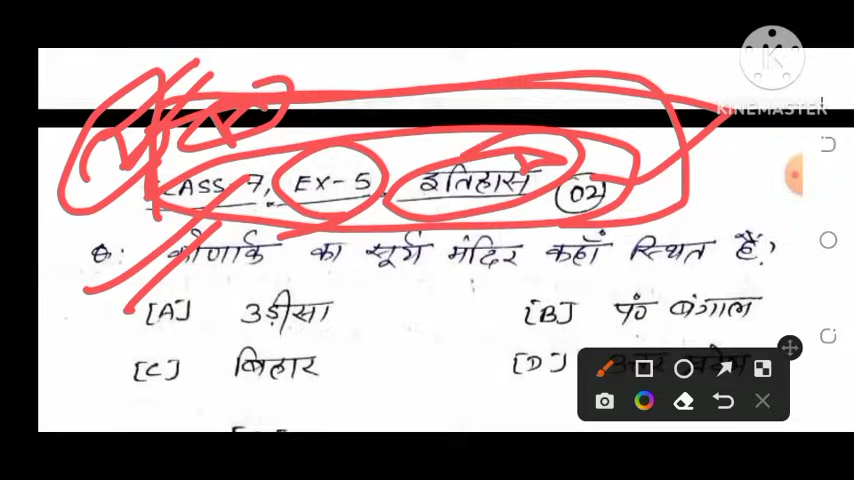 KINEMASTER
CLASS 7, EX-5, इतिहास 02
Q: कोणार्क का सूर्य मंदिर कहाँ स्थित है?
[A] उड़ीसा [B] पं० बंगाल
[C] बिहार [D]